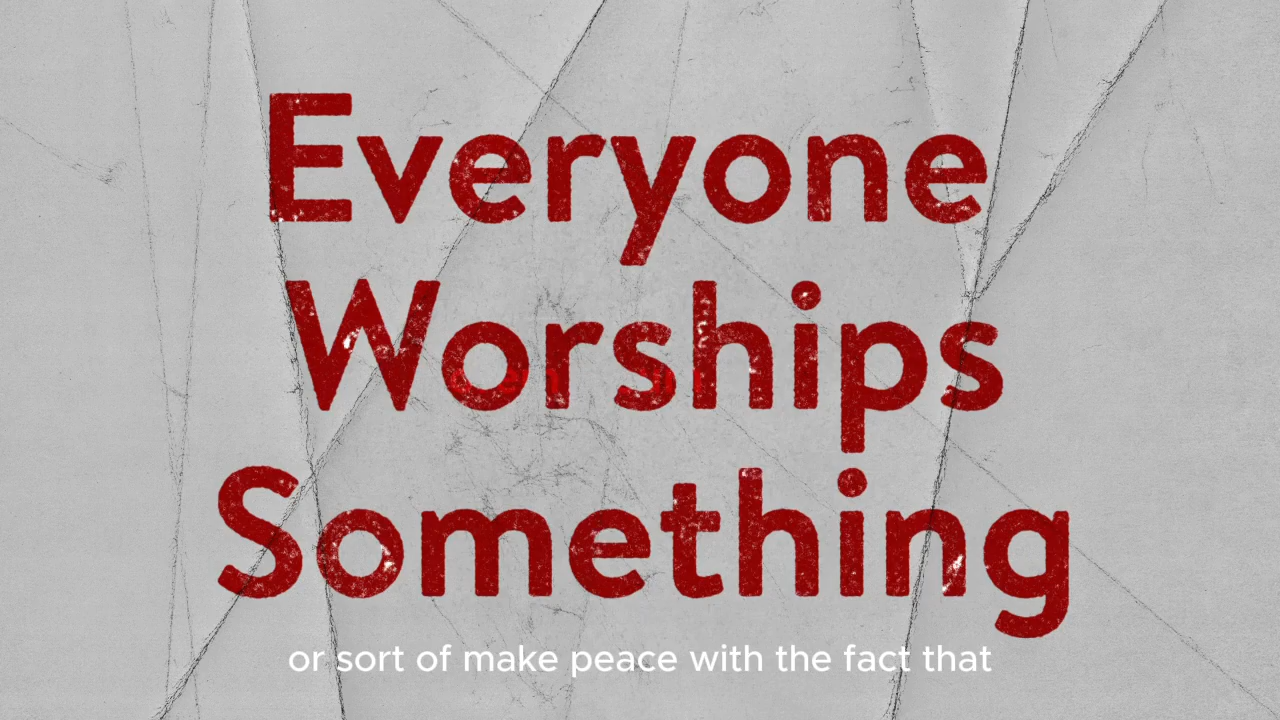 Everyone
Worships
Something
or sort of make peace with the fact that